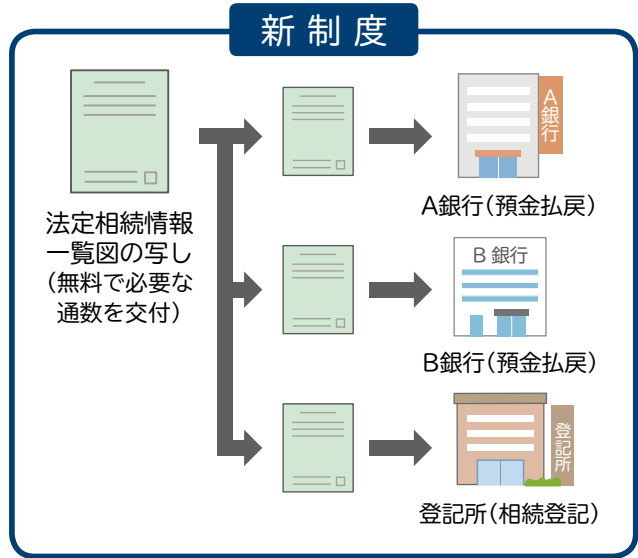 新制度
法定相続情報
一覧図の写し
(無料で必要な
通数を交付)
A銀行
A銀行(預金払戻)
B 銀行
B銀行(預金払戻)
登記所
登記所(相続登記)